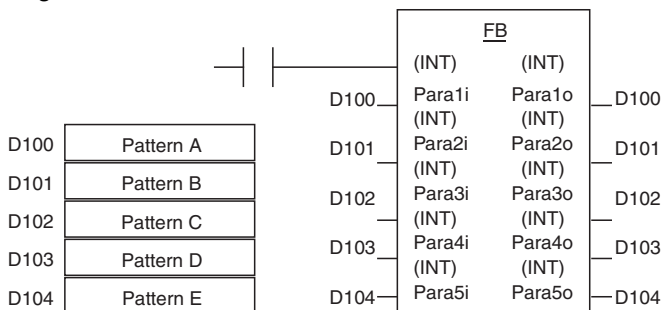 FB
(INT) (INT)
D100 Para1i Para1o D100
(INT) (INT)
D100 Pattern A D101 Para2i Para2o D101
(INT) (INT)
D101 Pattern B D102 Para3i Para3o D102
(INT) (INT)
D102 Pattern C
D103 Pattern D D103 Para4i Para4o D103
(INT) (INT)
D104 Pattern E D104 Para5i Para5o D104